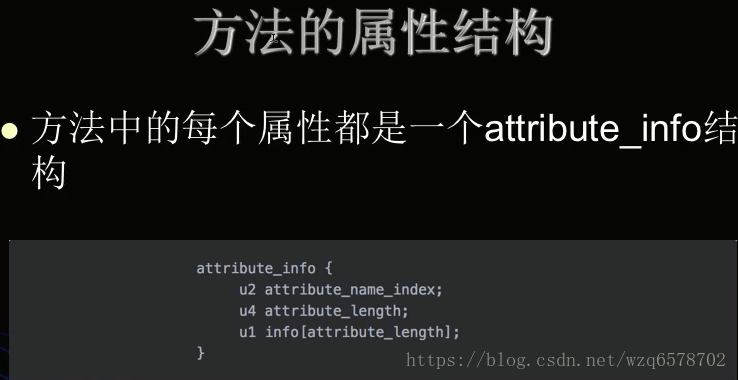 方法的属性结构
方法中的每个属性都是一个attribute_info结
构
attribute_info {
u2 attribute_name_index;
u4 attribute_length;
u1 info[attribute_length];
}
https://blog.csdn.net/wzq6578702